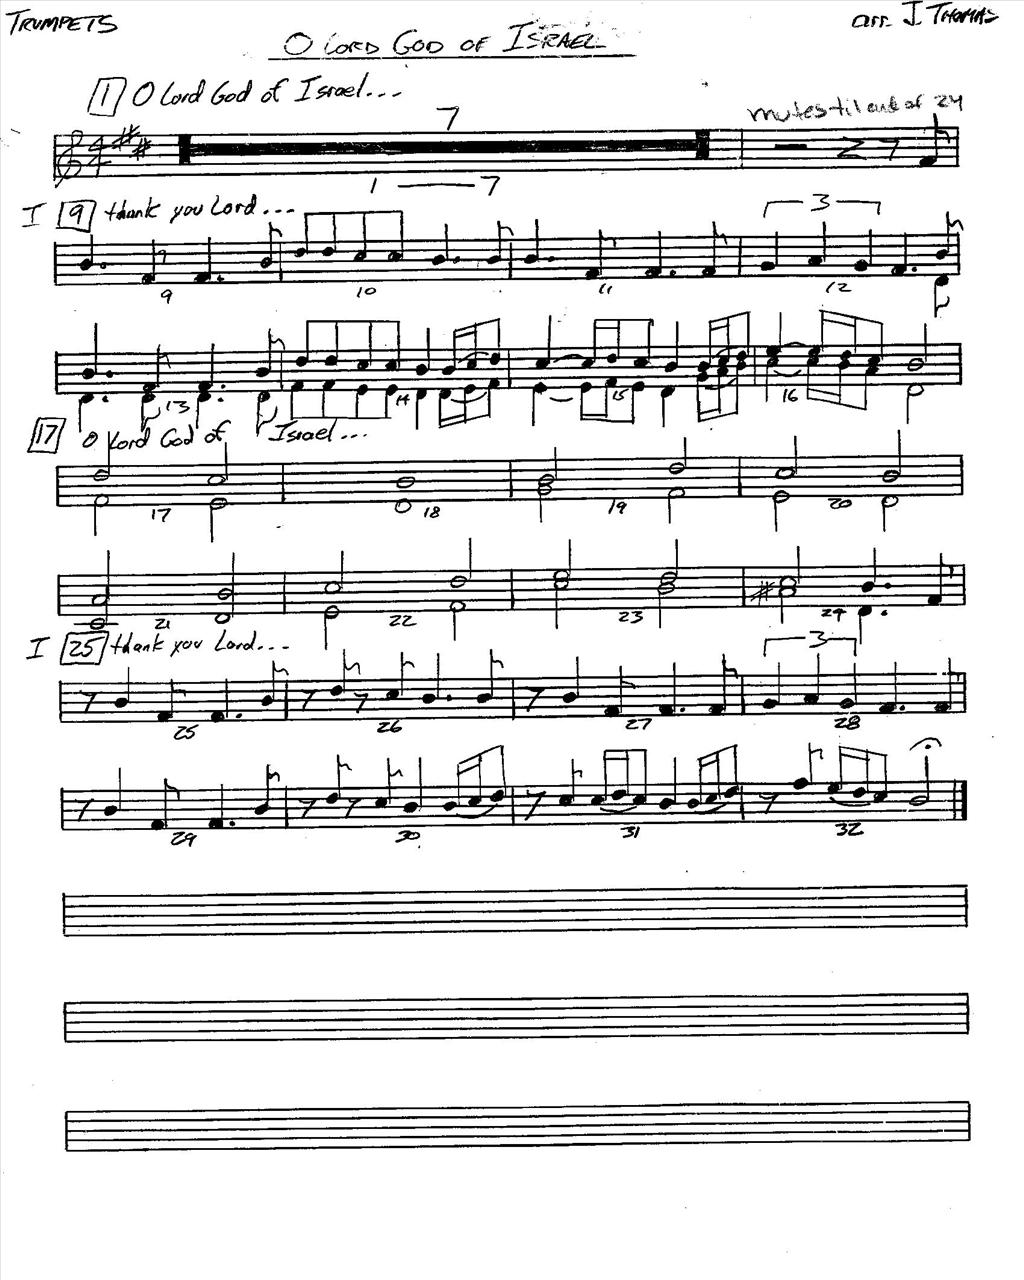 TRUMPETS
arr. J. THOMAS
O LORD GOD OF ISRAEL
1 O Lord God of Israel...
7
mutes til end of 24
1 — 7
I 9 thank you Lord...
3
9 10 11 12
13 14 15 16
17 O Lord God of Israel...
17 18 19 20
21 22 23 24
I 25 thank you Lord...
3
25 26 27 28
29 30 31 32